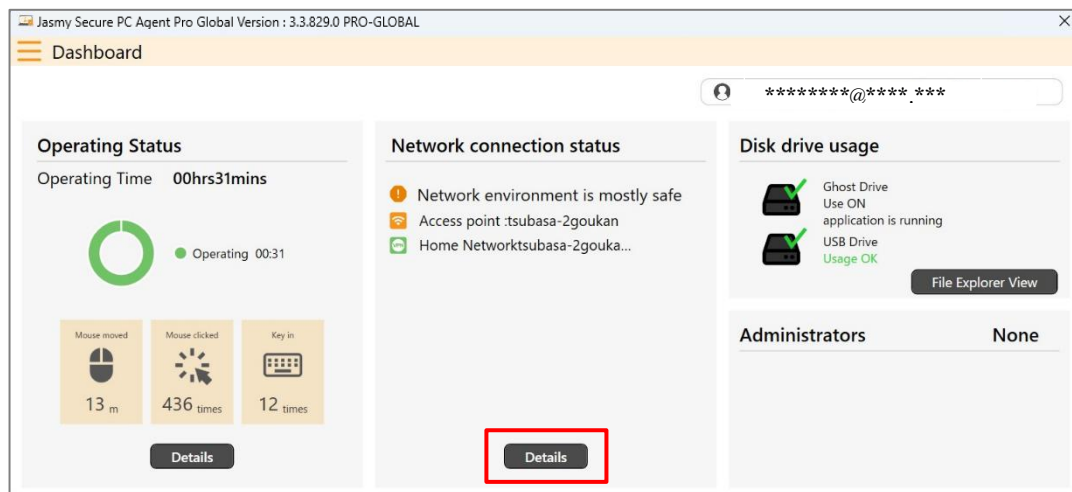 Jasmy Secure PC Agent Pro Global Version : 3.3.829.0 PRO-GLOBAL
Dashboard
********@****.***
Operating Status
Operating Time 00hrs31mins
Operating 00:31
Mouse moved
13 m
Mouse clicked
436 times
Key in
12 times
Details
Network connection status
Network environment is mostly safe
Access point :tsubasa-2goukan
VPN
Home Networktsubasa-2gouka...
Details
Disk drive usage
Ghost Drive
Use ON
application is running
USB Drive
Usage OK
File Explorer View
Administrators None